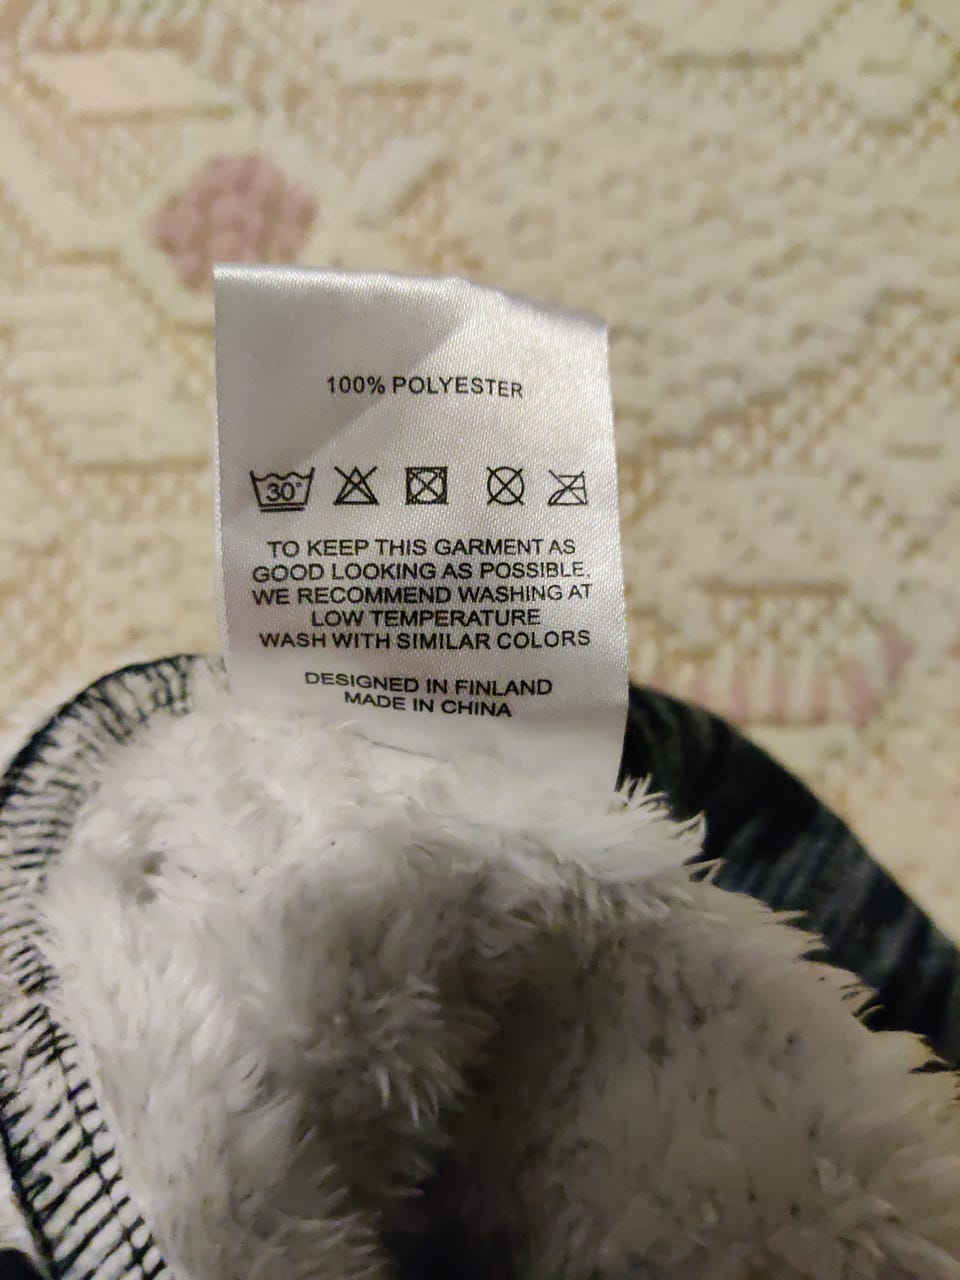 100% POLYESTER
30°
TO KEEP THIS GARMENT AS
GOOD LOOKING AS POSSIBLE.
WE RECOMMEND WASHING AT
LOW TEMPERATURE
WASH WITH SIMILAR COLORS
DESIGNED IN FINLAND
MADE IN CHINA